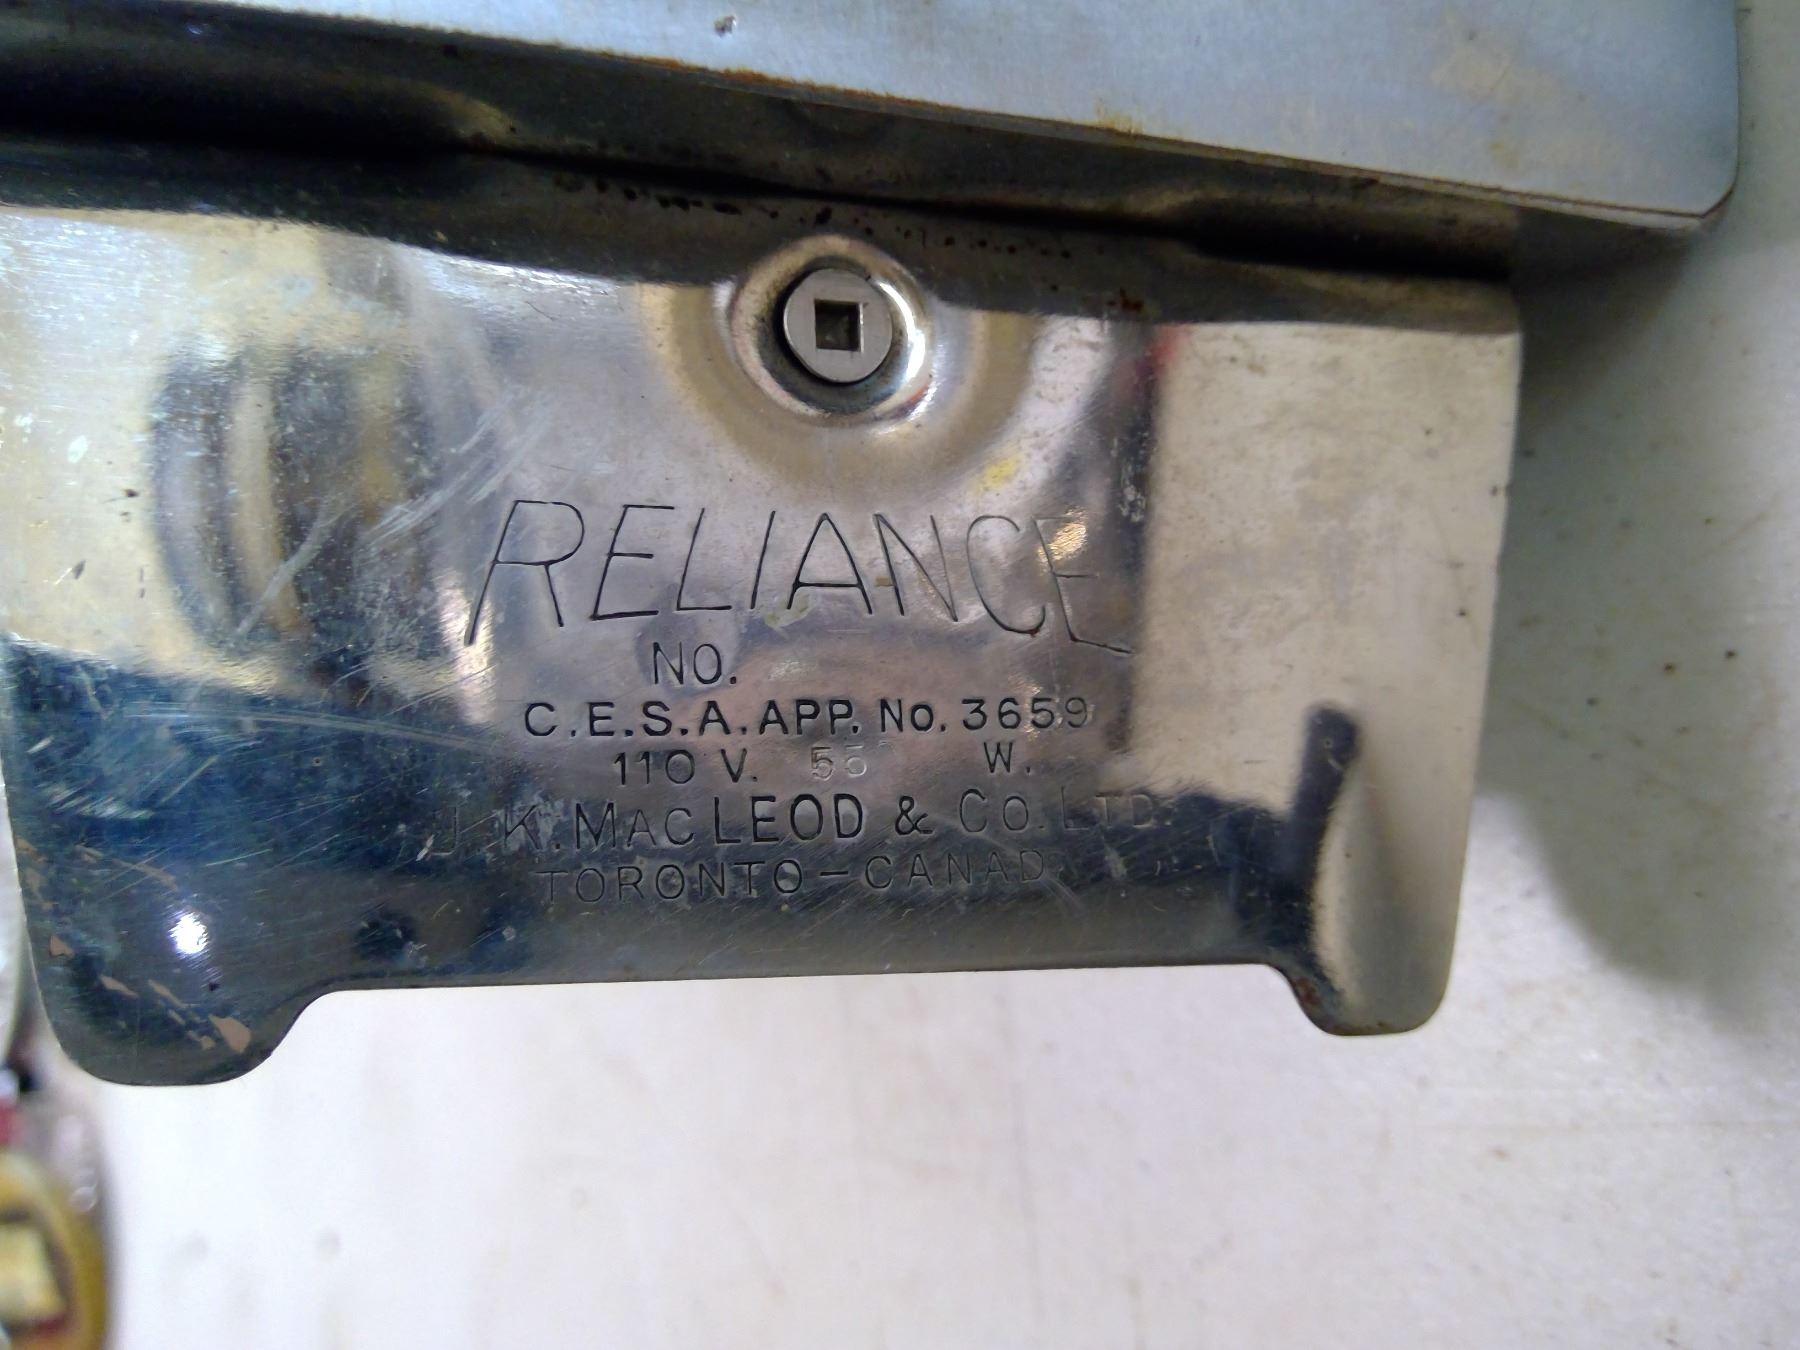 RELIANCE
NO.
C.E.S.A. APP. No. 3659
110 V. W.
J. K. MACLEOD & CO. LTD.
TORONTO - CANADA